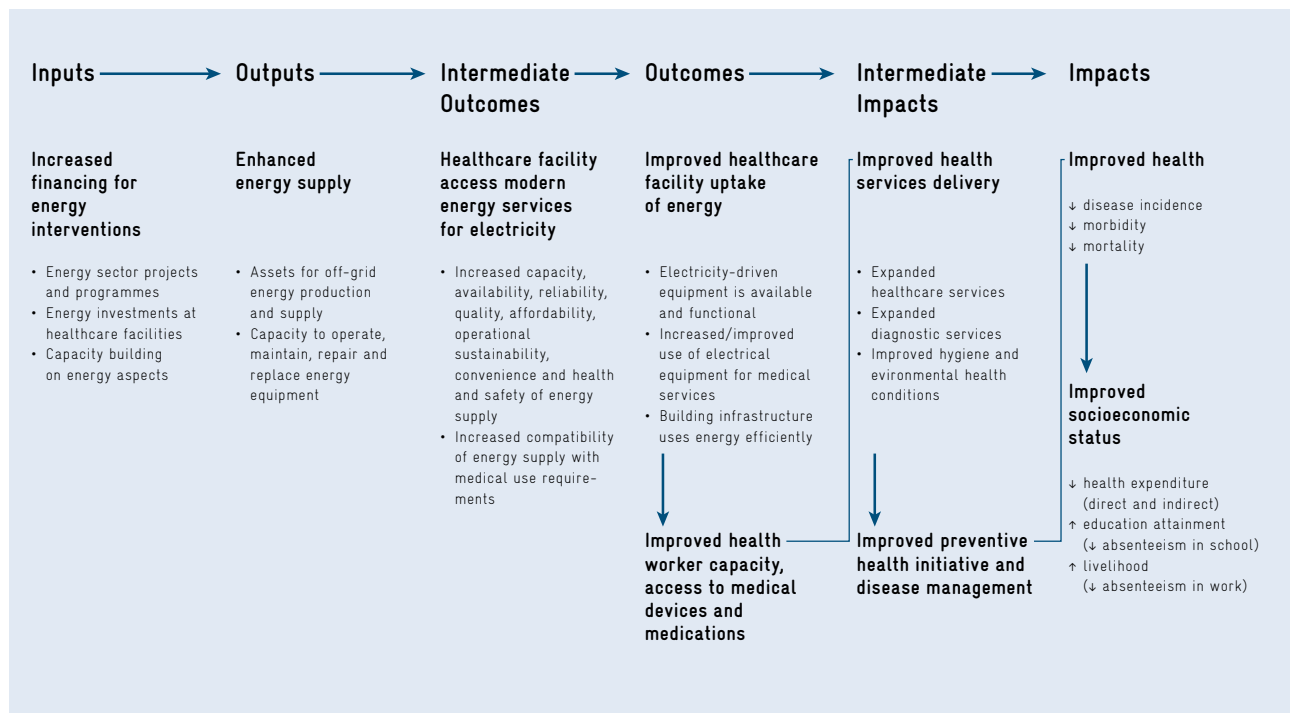 Inputs
Outputs
Intermediate
Outcomes
Outcomes
Intermediate
Impacts
Impacts
Increased
financing for
energy
interventions
• Energy sector projects
and programmes
• Energy investments at
healthcare facilities
• Capacity building
on energy aspects
Enhanced
energy supply
• Assets for off-grid
energy production
and supply
• Capacity to operate,
maintain, repair and
replace energy
equipment
Healthcare facility
access modern
energy services
for electricity
• Increased capacity,
availability, reliability,
quality, affordability,
operational
sustainability,
convenience and health
and safety of energy
supply
• Increased compatibility
of energy supply with
medical use require-
ments
Improved healthcare
facility uptake
of energy
• Electricity-driven
equipment is available
and functional
• Increased/improved
use of electrical
equipment for medical
services
• Building infrastructure
uses energy efficiently
Improved health
worker capacity,
access to medical
devices and
medications
Improved health
services delivery
• Expanded
healthcare services
• Expanded
diagnostic services
• Improved hygiene and
evironmental health
conditions
Improved preventive
health initiative and
disease management
Improved health
↓ disease incidence
↓ morbidity
↓ mortality
Improved
socioeconomic
status
↓ health expenditure
(direct and indirect)
↑ education attainment
(↓ absenteeism in school)
↑ livelihood
(↓ absenteeism in work)